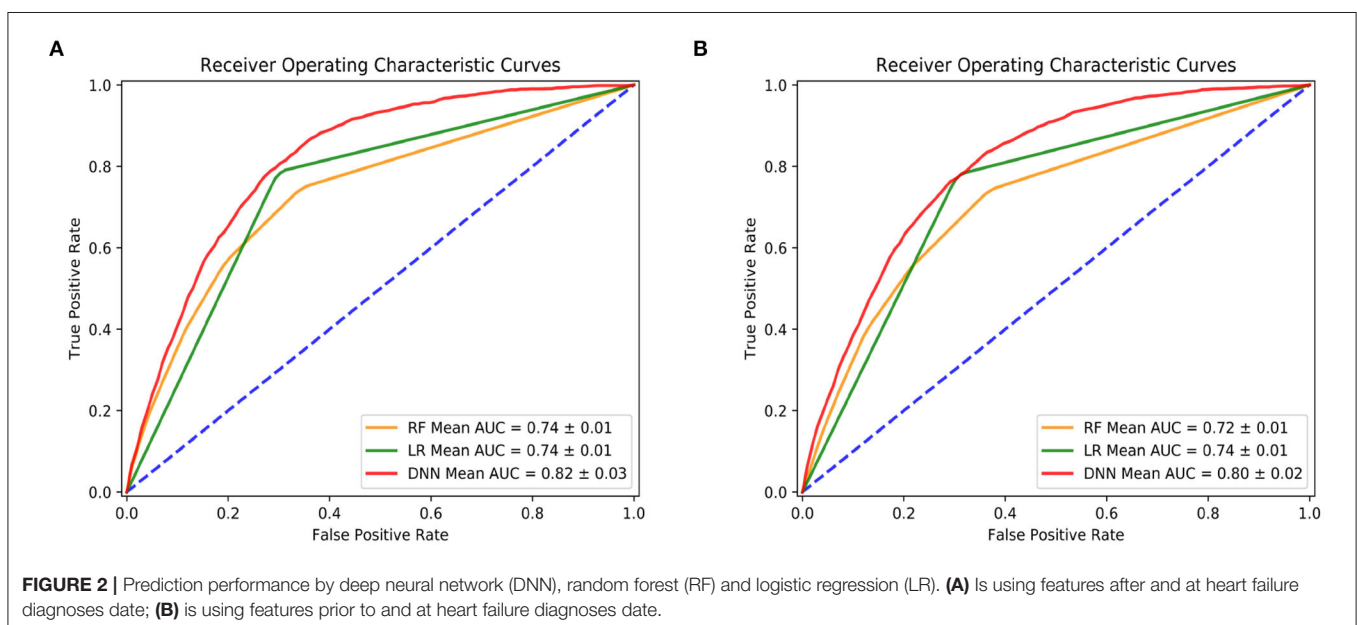 A
Receiver Operating Characteristic Curves
True Positive Rate
1.0
0.8
0.6
0.4
0.2
0.0
RF Mean AUC = 0.74 ± 0.01
LR Mean AUC = 0.74 ± 0.01
DNN Mean AUC = 0.82 ± 0.03
0.0 0.2 0.4 0.6 0.8 1.0
False Positive Rate
B
Receiver Operating Characteristic Curves
True Positive Rate
1.0
0.8
0.6
0.4
0.2
0.0
RF Mean AUC = 0.72 ± 0.01
LR Mean AUC = 0.74 ± 0.01
DNN Mean AUC = 0.80 ± 0.02
0.0 0.2 0.4 0.6 0.8 1.0
False Positive Rate
FIGURE 2 | Prediction performance by deep neural network (DNN), random forest (RF) and logistic regression (LR). (A) Is using features after and at heart failure
diagnoses date; (B) is using features prior to and at heart failure diagnoses date.